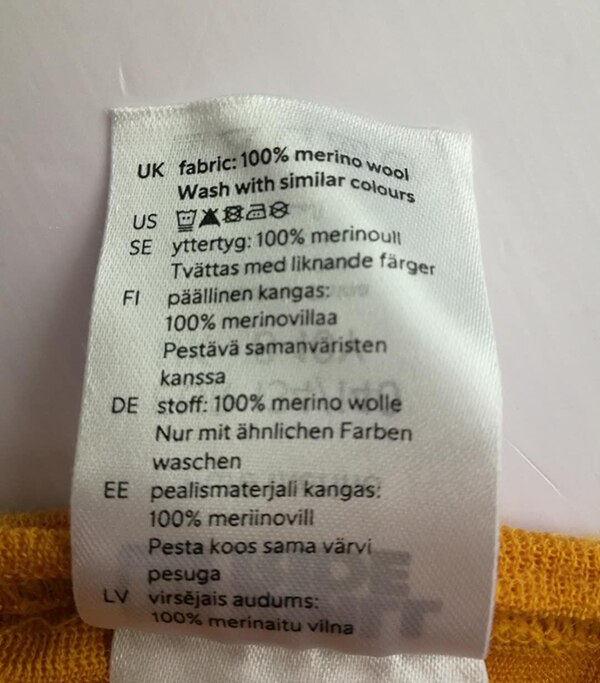 UK fabric: 100% merino wool
Wash with similar colours
US
SE yttertyg: 100% merinoull
Tvättas med liknande färger
FI päällinen kangas:
100% merinovillaa
Pestävä samanväristen
kanssa
DE stoff: 100% merino wolle
Nur mit ähnlichen Farben
waschen
EE pealismaterjali kangas:
100% meriinovill
Pesta koos sama värvi
pesuga
LV virsējais audums:
100% merinaitu vilna